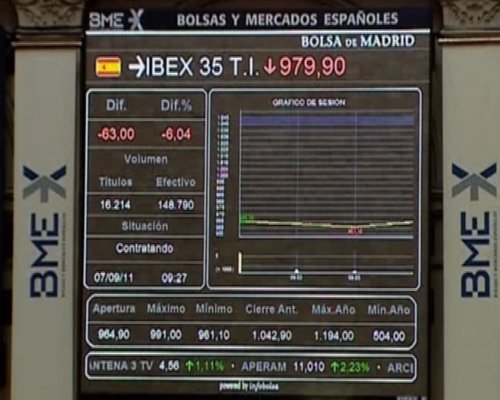 BME X BOLSAS Y MERCADOS ESPAÑOLES
BOLSA DE MADRID
IBEX 35 T.I. 979,90
Dif. Dif.%
-63,00 -6,04
Volumen
Títulos Efectivo
16.214 148.790
Situación
Contratando
07/09/11 09:27
GRAFICO DE SESION
Apertura Máximo Mínimo Cierre Ant. Máx.Año Min.Año
964,90 991,00 961,10 1.042,90 1.194,00 504,00
ANTENA 3 TV 4,56 1,11% · APERAM 11,010 2,23% · ARCE
powered by infobolsa
BME X
BME X